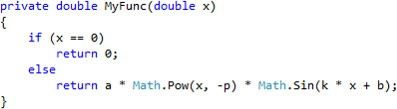 private double MyFunc(double x)
{
    if (x == 0)
        return 0;
    else
        return a * Math.Pow(x, -p) * Math.Sin(k * x + b);
}